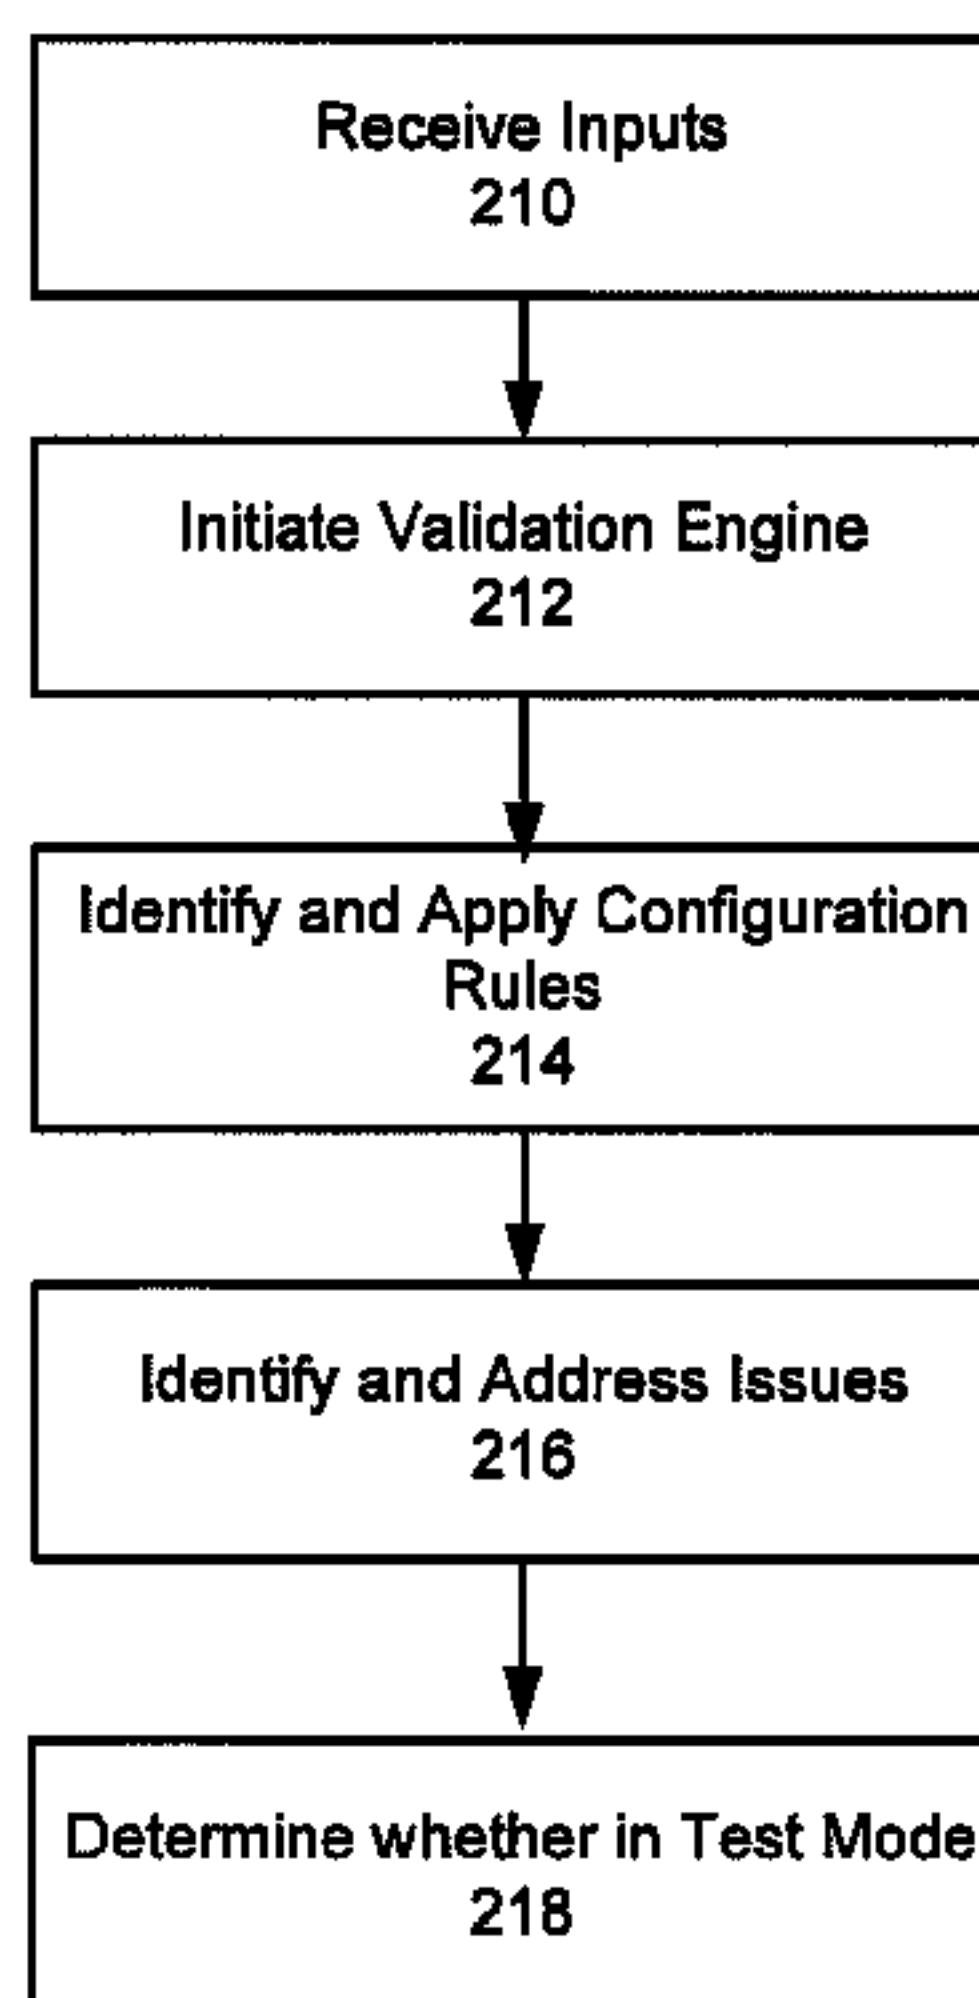 Receive Inputs
210
Initiate Validation Engine
212
Identify and Apply Configuration
Rules
214
Identify and Address Issues
216
Determine whether in Test Mode
218